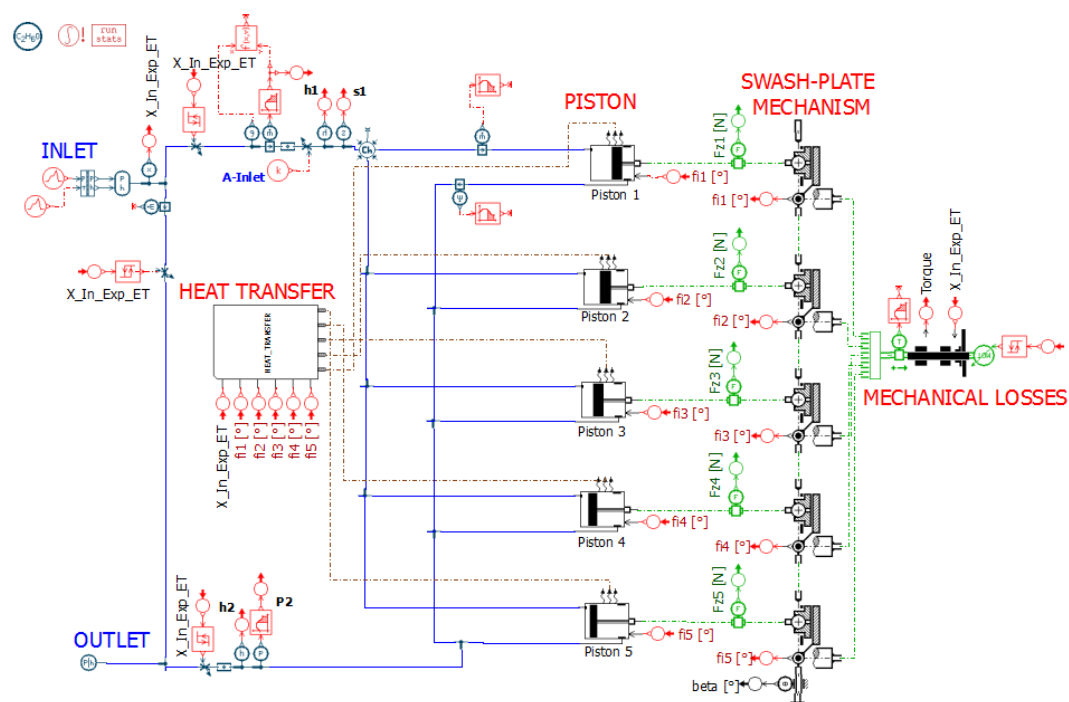 C2H6O
run
stats
X_In_Exp_ET
X_In_Exp_ET
f(x,y)
h1
s1
A-Inlet
k
INLET
X_In_Exp_ET
HEAT TRANSFER
HEAT_TRANSFER
X_In_Exp_ET
fi1 [°]
fi2 [°]
fi3 [°]
fi4 [°]
fi5 [°]
OUTLET
X_In_Exp_ET
h2
P2
PISTON
Piston 1
fi1 [°]
Piston 2
fi2 [°]
Piston 3
fi3 [°]
Piston 4
fi4 [°]
Piston 5
fi5 [°]
SWASH-PLATE
MECHANISM
Fz1 [N]
fi1 [°]
Fz2 [N]
fi2 [°]
Fz3 [N]
fi3 [°]
Fz4 [N]
fi4 [°]
Fz5 [N]
fi5 [°]
beta [°]
Torque
X_In_Exp_ET
MECHANICAL LOSSES